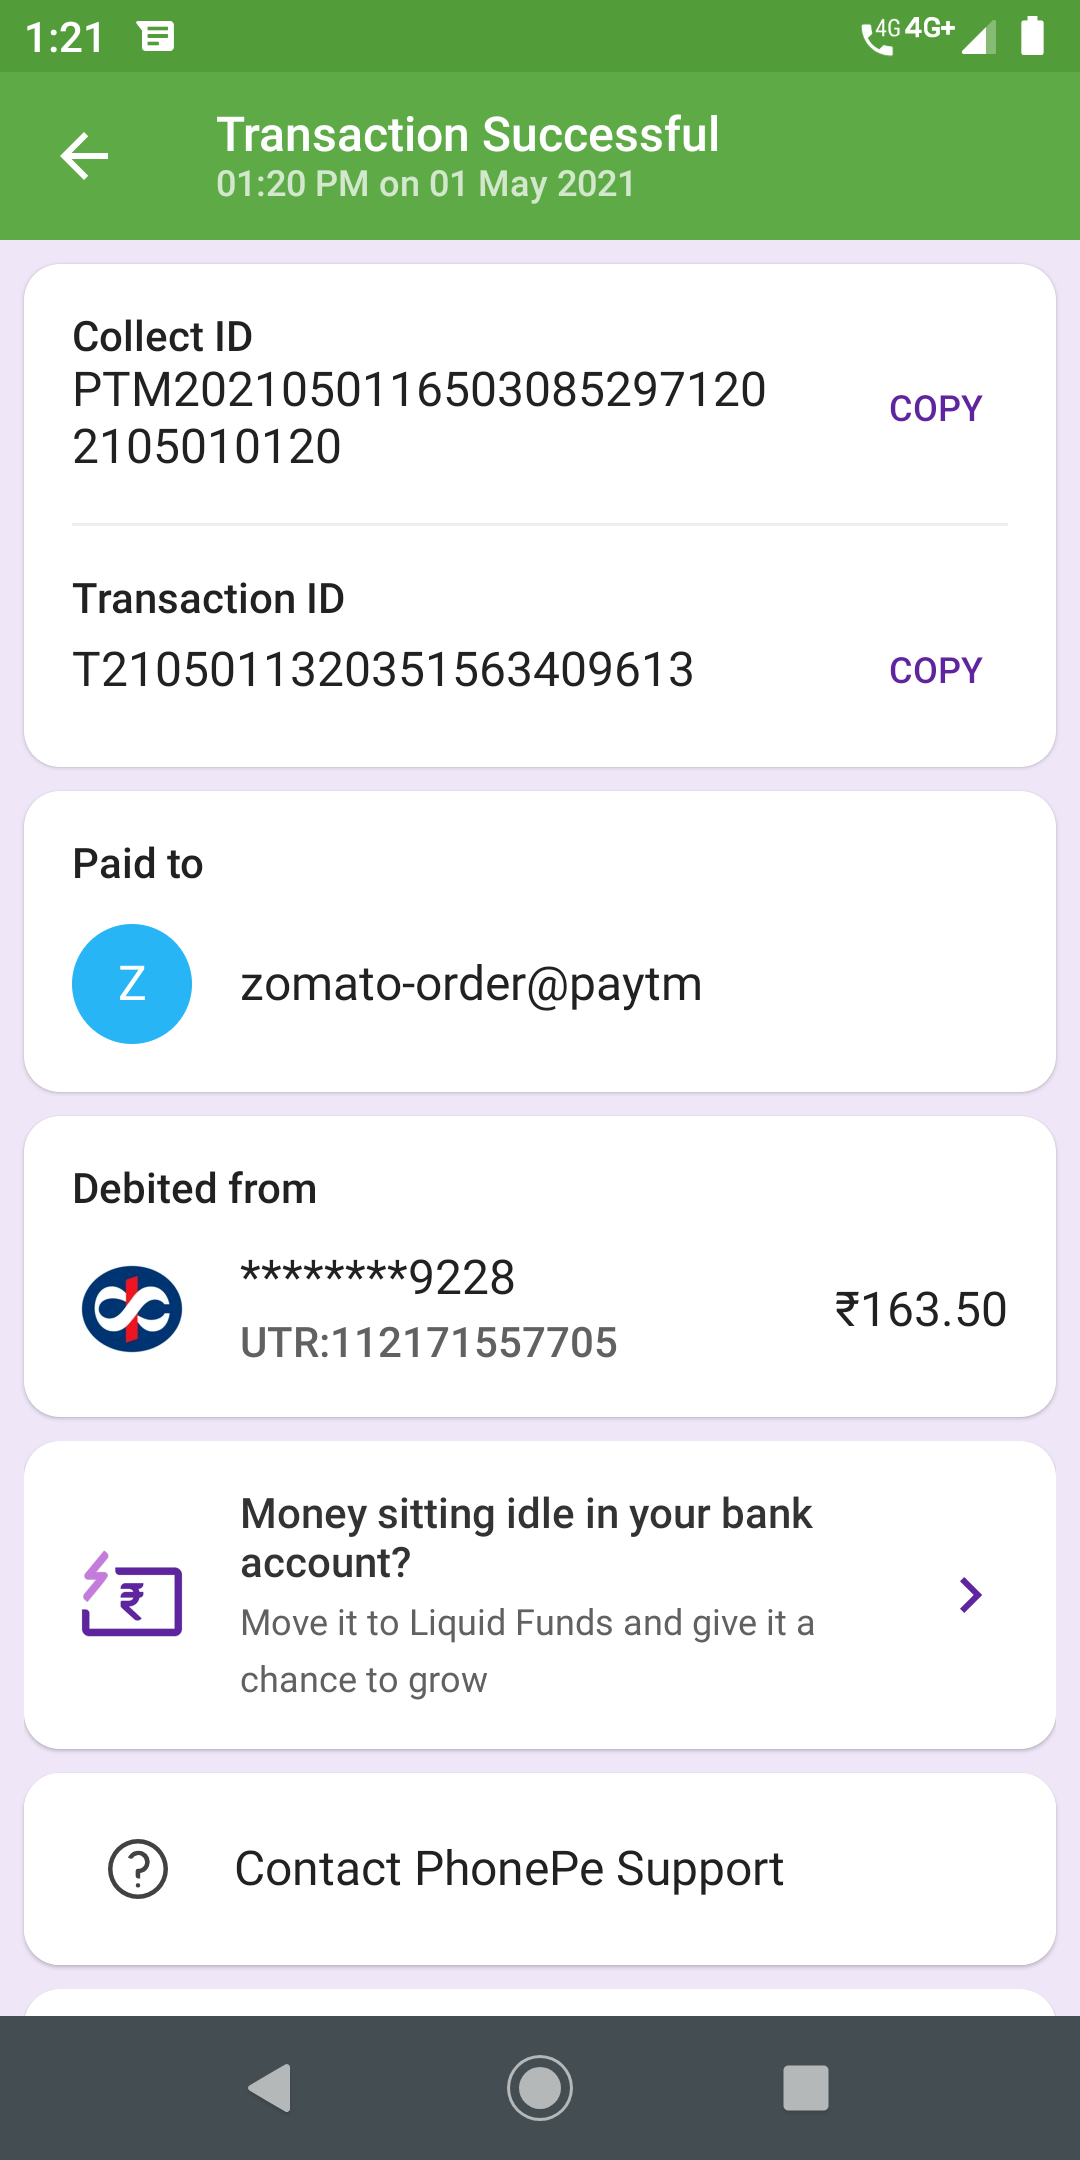 1:21
4G 4G+
Transaction Successful
01:20 PM on 01 May 2021
Collect ID
PTM2021050116503085297120
2105010120
COPY
Transaction ID
T2105011320351563409613
COPY
Paid to
Z
zomato-order@paytm
Debited from
********9228
₹163.50
UTR:112171557705
Money sitting idle in your bank
account?
Move it to Liquid Funds and give it a
chance to grow
Contact PhonePe Support